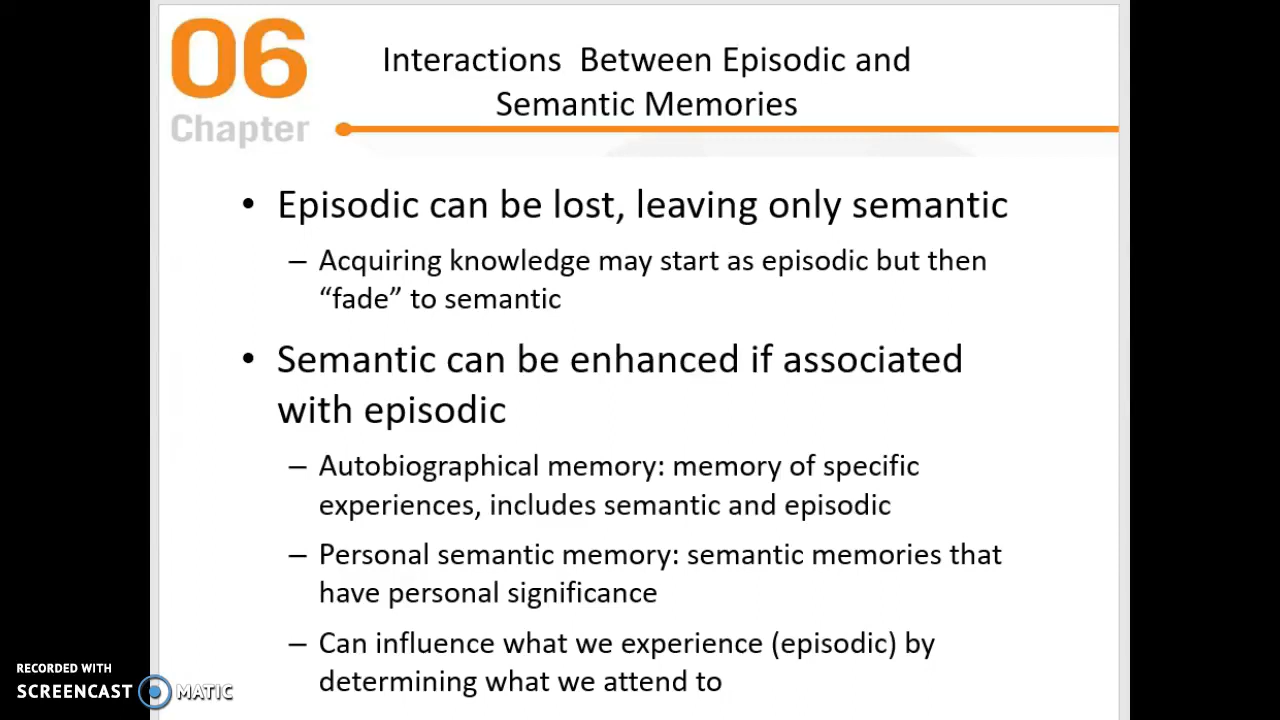 06
Chapter
Interactions Between Episodic and
Semantic Memories
• Episodic can be lost, leaving only semantic
– Acquiring knowledge may start as episodic but then
“fade” to semantic
• Semantic can be enhanced if associated
with episodic
– Autobiographical memory: memory of specific
experiences, includes semantic and episodic
– Personal semantic memory: semantic memories that
have personal significance
– Can influence what we experience (episodic) by
determining what we attend to
RECORDED WITH
SCREENCAST MATIC